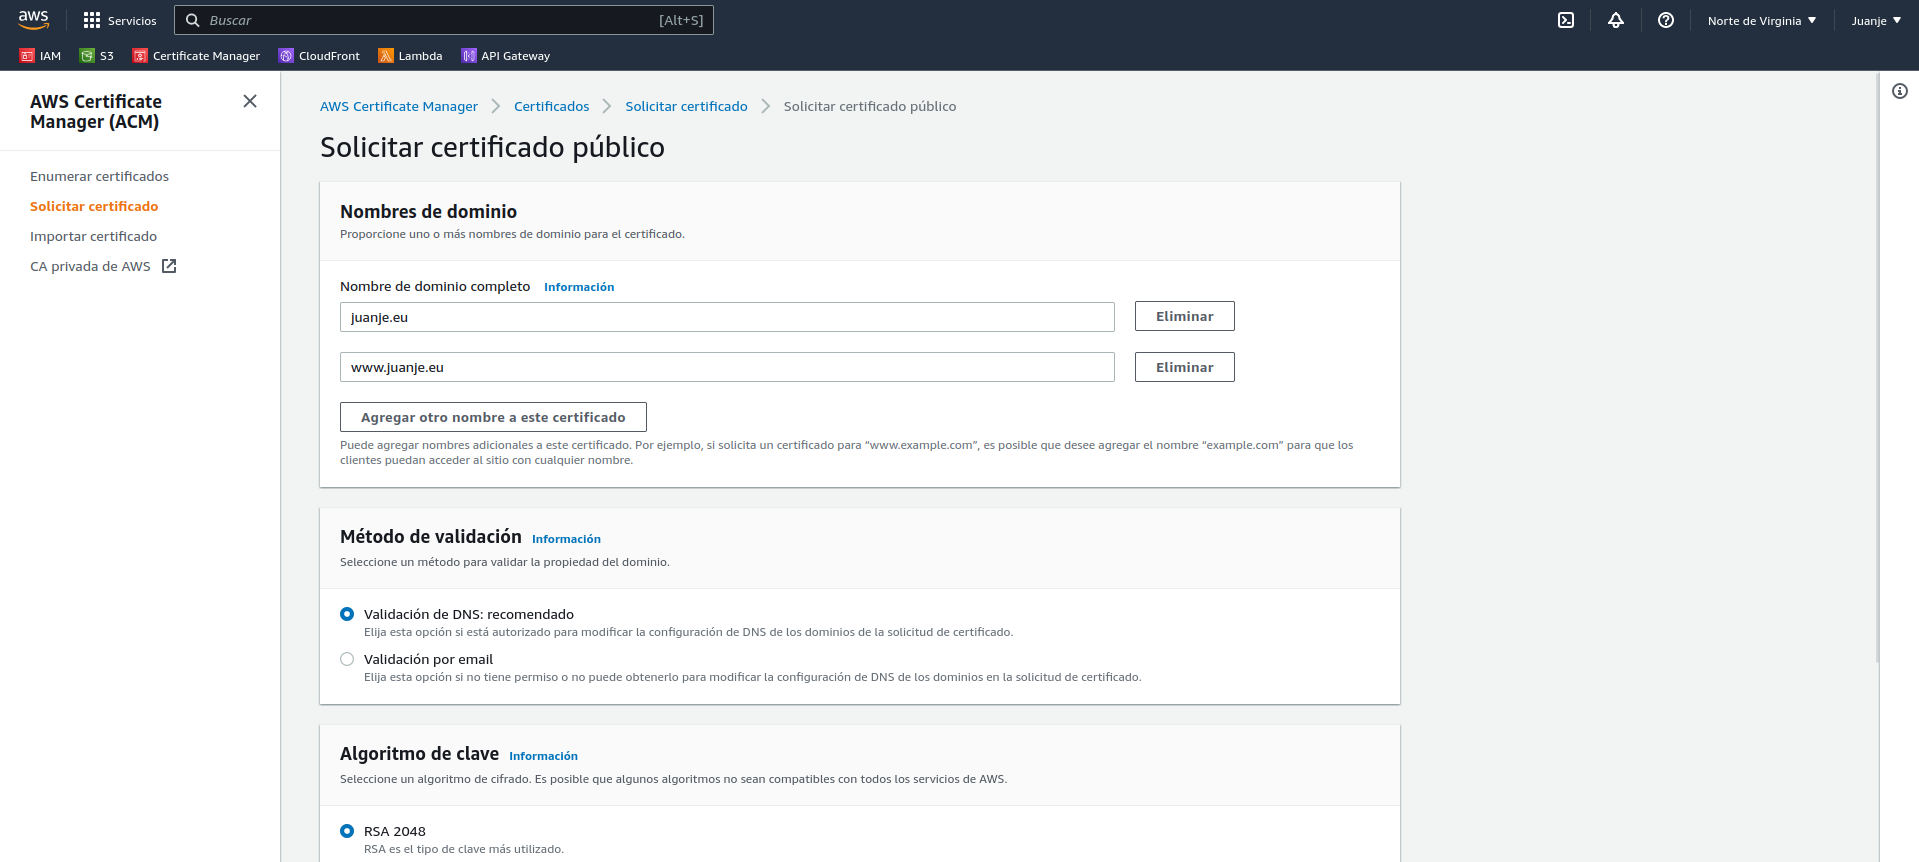 aws
Servicios
Buscar
[Alt+S]
Norte de Virginia
Juanje
IAM
S3
Certificate Manager
CloudFront
Lambda
API Gateway
AWS Certificate
Manager (ACM)
Enumerar certificados
Solicitar certificado
Importar certificado
CA privada de AWS
AWS Certificate Manager
Certificados
Solicitar certificado
Solicitar certificado público
Solicitar certificado público
Nombres de dominio
Proporcione uno o más nombres de dominio para el certificado.
Nombre de dominio completo Información
juanje.eu
Eliminar
www.juanje.eu
Eliminar
Agregar otro nombre a este certificado
Puede agregar nombres adicionales a este certificado. Por ejemplo, si solicita un certificado para “www.example.com”, es posible que desee agregar el nombre “example.com” para que los
clientes puedan acceder al sitio con cualquier nombre.
Método de validación Información
Seleccione un método para validar la propiedad del dominio.
Validación de DNS: recomendado
Elija esta opción si está autorizado para modificar la configuración de DNS de los dominios de la solicitud de certificado.
Validación por email
Elija esta opción si no tiene permiso o no puede obtenerlo para modificar la configuración de DNS de los dominios en la solicitud de certificado.
Algoritmo de clave Información
Seleccione un algoritmo de cifrado. Es posible que algunos algoritmos no sean compatibles con todos los servicios de AWS.
RSA 2048
RSA es el tipo de clave más utilizado.